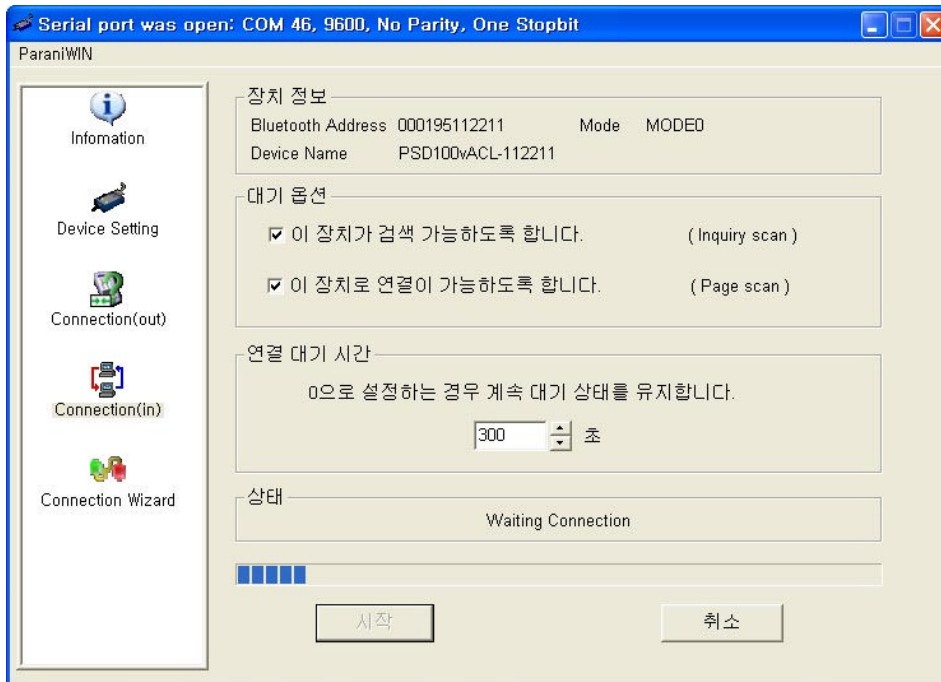 Serial port was open: COM 46, 9600, No Parity, One Stopbit
ParaniWIN
Infomation
Device Setting
Connection(out)
Connection(in)
Connection Wizard
장치 정보
Bluetooth Address 000195112211 Mode MODE0
Device Name PSD100vACL-112211
대기 옵션
이 장치가 검색 가능하도록 합니다. ( Inquiry scan )
이 장치로 연결이 가능하도록 합니다. ( Page scan )
연결 대기 시간
0으로 설정하는 경우 계속 대기 상태를 유지합니다.
300 초
상태
Waiting Connection
시작 취소